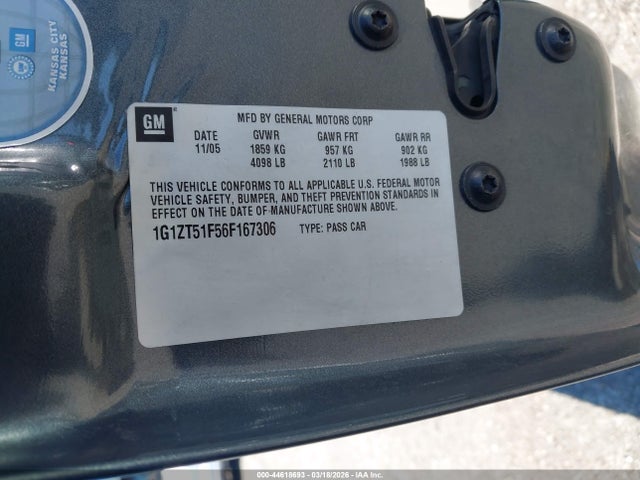 GM
KANSAS CITY
KANSAS
GM
MFD BY GENERAL MOTORS CORP
DATE GVWR GAWR FRT GAWR RR
11/05 1859 KG 957 KG 902 KG
4098 LB 2110 LB 1988 LB
THIS VEHICLE CONFORMS TO ALL APPLICABLE U.S. FEDERAL MOTOR
VEHICLE SAFETY, BUMPER, AND THEFT PREVENTION STANDARDS IN
EFFECT ON THE DATE OF MANUFACTURE SHOWN ABOVE.
1G1ZT51F56F167306 TYPE: PASS CAR
000-44618693 - 03/18/2026 - IAA Inc.